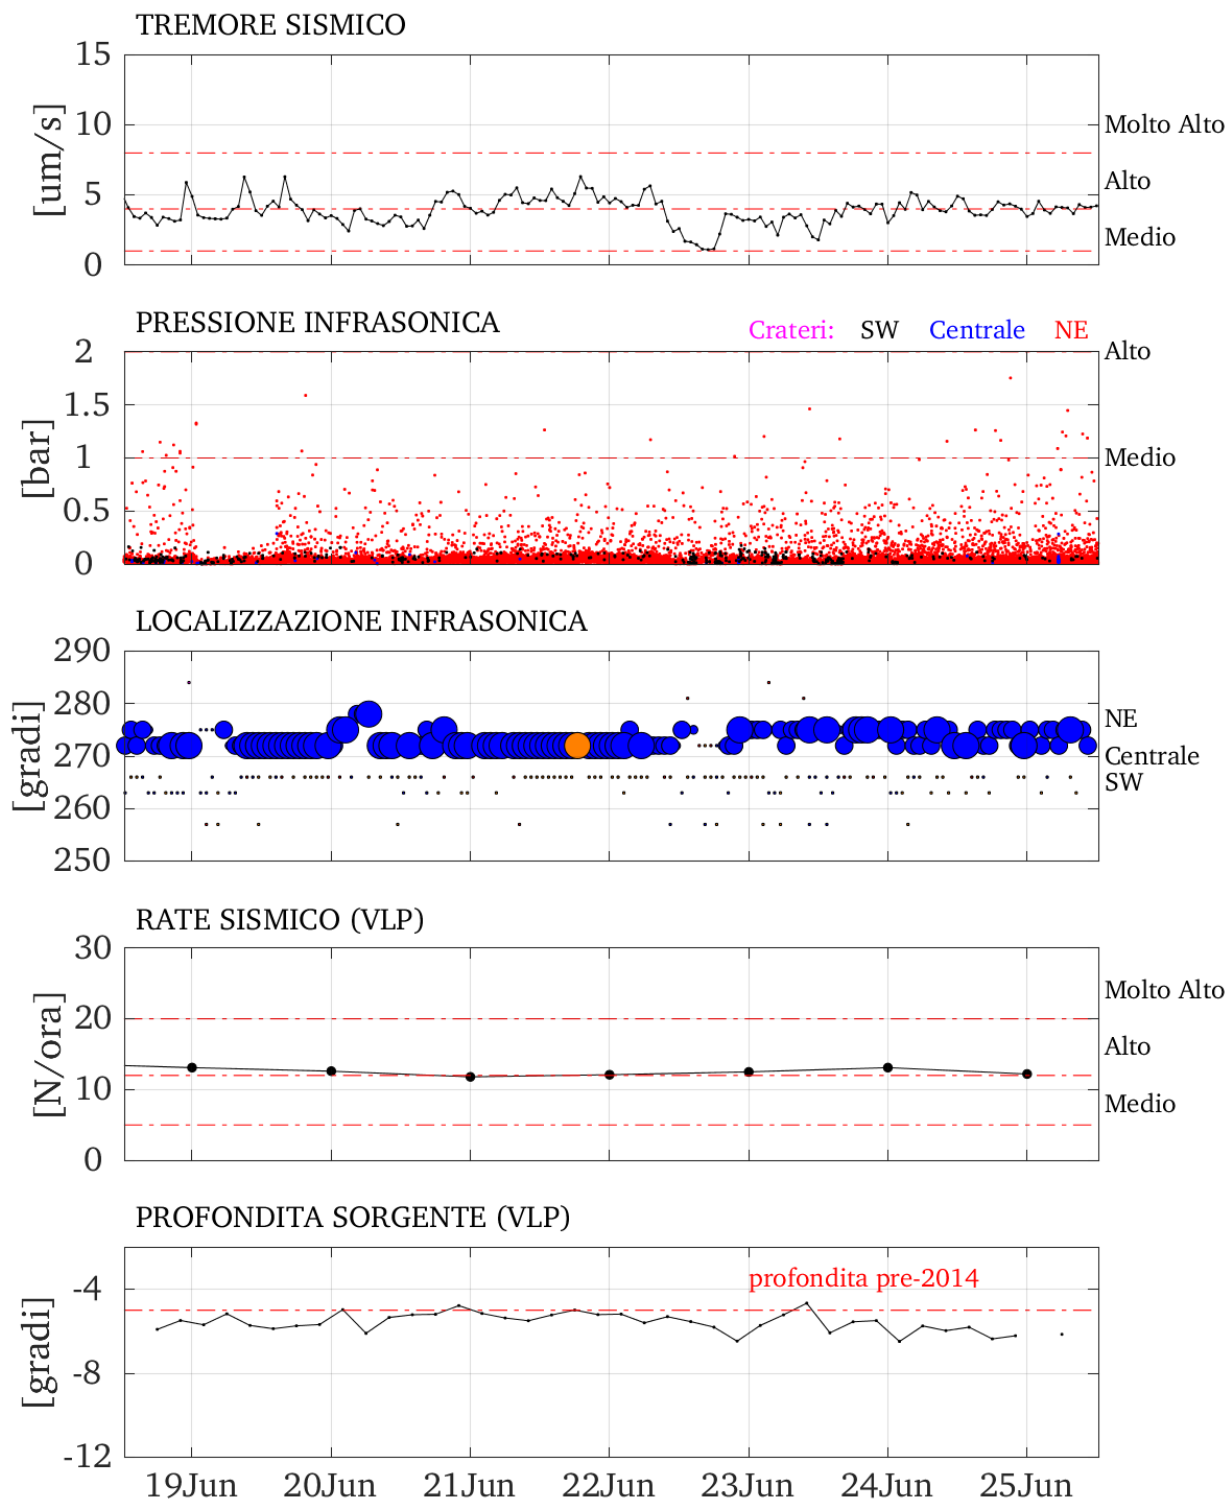 TREMORE SISMICO
15
10
5
0
[um/s]
Molto Alto
Alto
Medio
PRESSIONE INFRASONICA
Crateri: SW Centrale NE
2
1.5
1
0.5
0
[bar]
Alto
Medio
LOCALIZZAZIONE INFRASONICA
290
280
270
260
250
[gradi]
NE
Centrale
SW
RATE SISMICO (VLP)
30
20
10
0
[N/ora]
Molto Alto
Alto
Medio
PROFONDITA SORGENTE (VLP)
profondita pre-2014
-4
-8
-12
[gradi]
19Jun 20Jun 21Jun 22Jun 23Jun 24Jun 25Jun